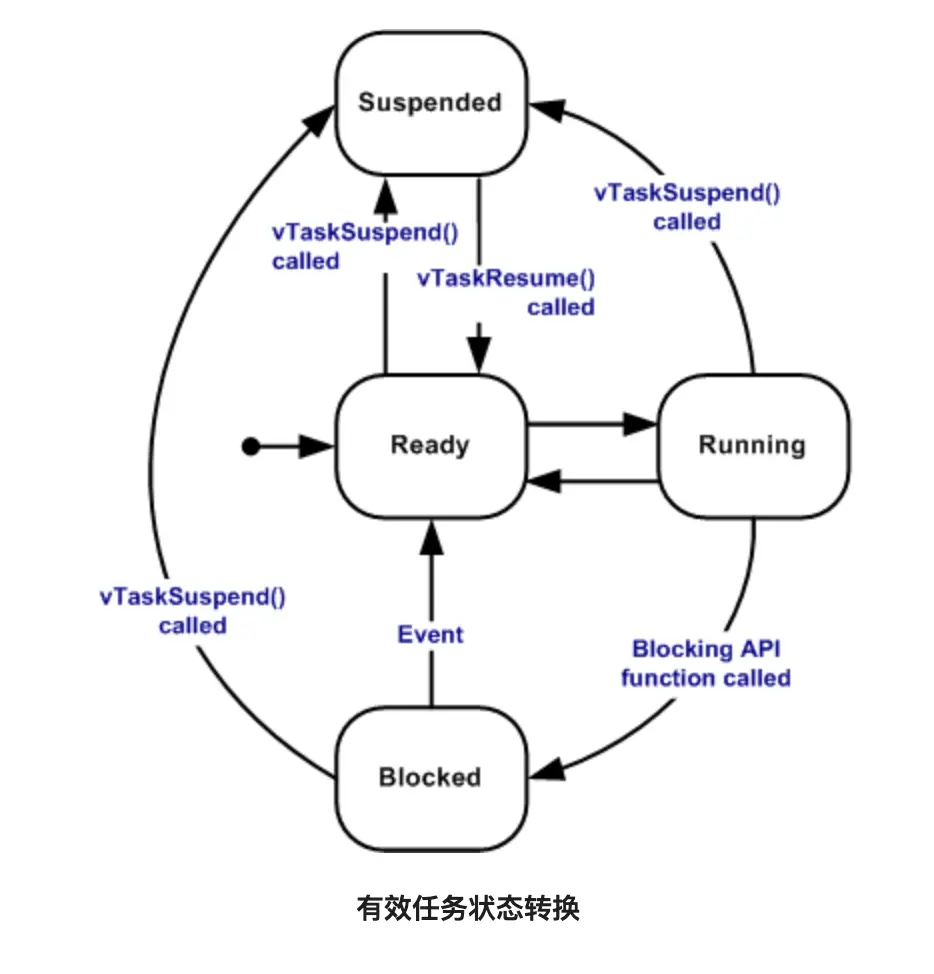 Suspended
vTaskSuspend()
called
vTaskSuspend()
called
vTaskResume()
called
Ready
Running
vTaskSuspend()
called
Event
Blocking API
function called
Blocked
有效任务状态转换